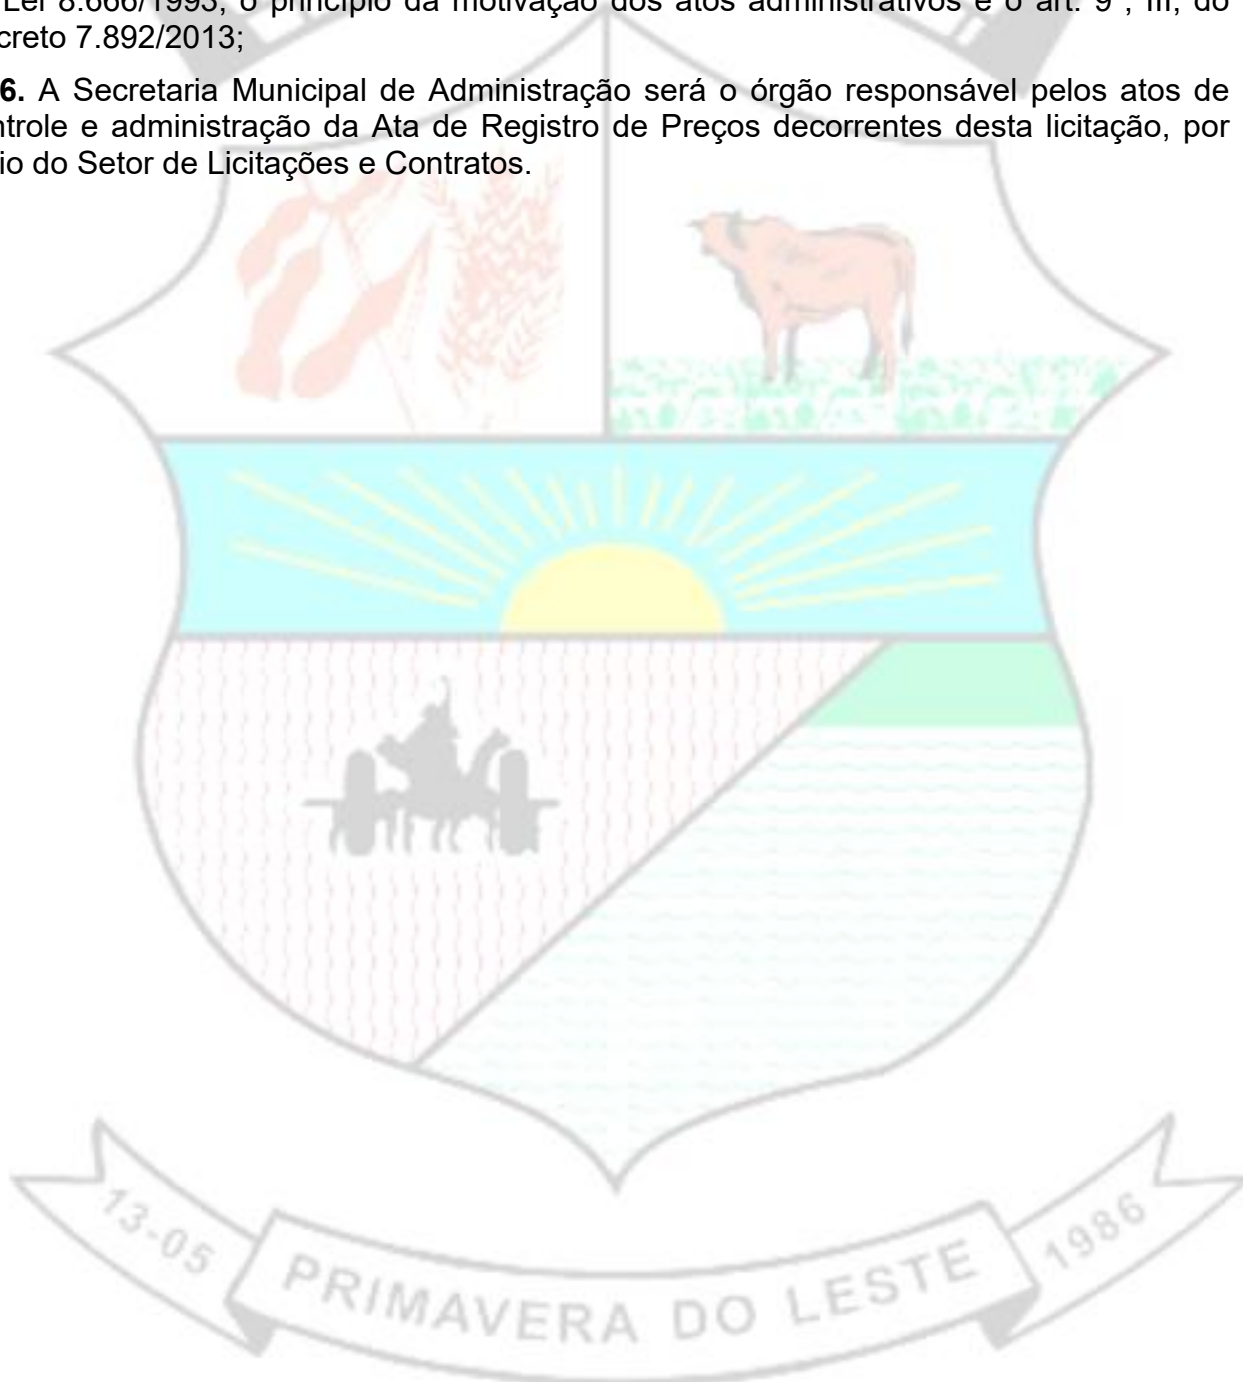 Lei 8.666/1993, o princípio da motivação dos atos administrativos e o art. 9º, III, do
creto 7.892/2013;
6. A Secretaria Municipal de Administração será o órgão responsável pelos atos de
ntrole e administração da Ata de Registro de Preços decorrentes desta licitação, por
io do Setor de Licitações e Contratos.
13-05
PRIMAVERA DO LESTE
1986